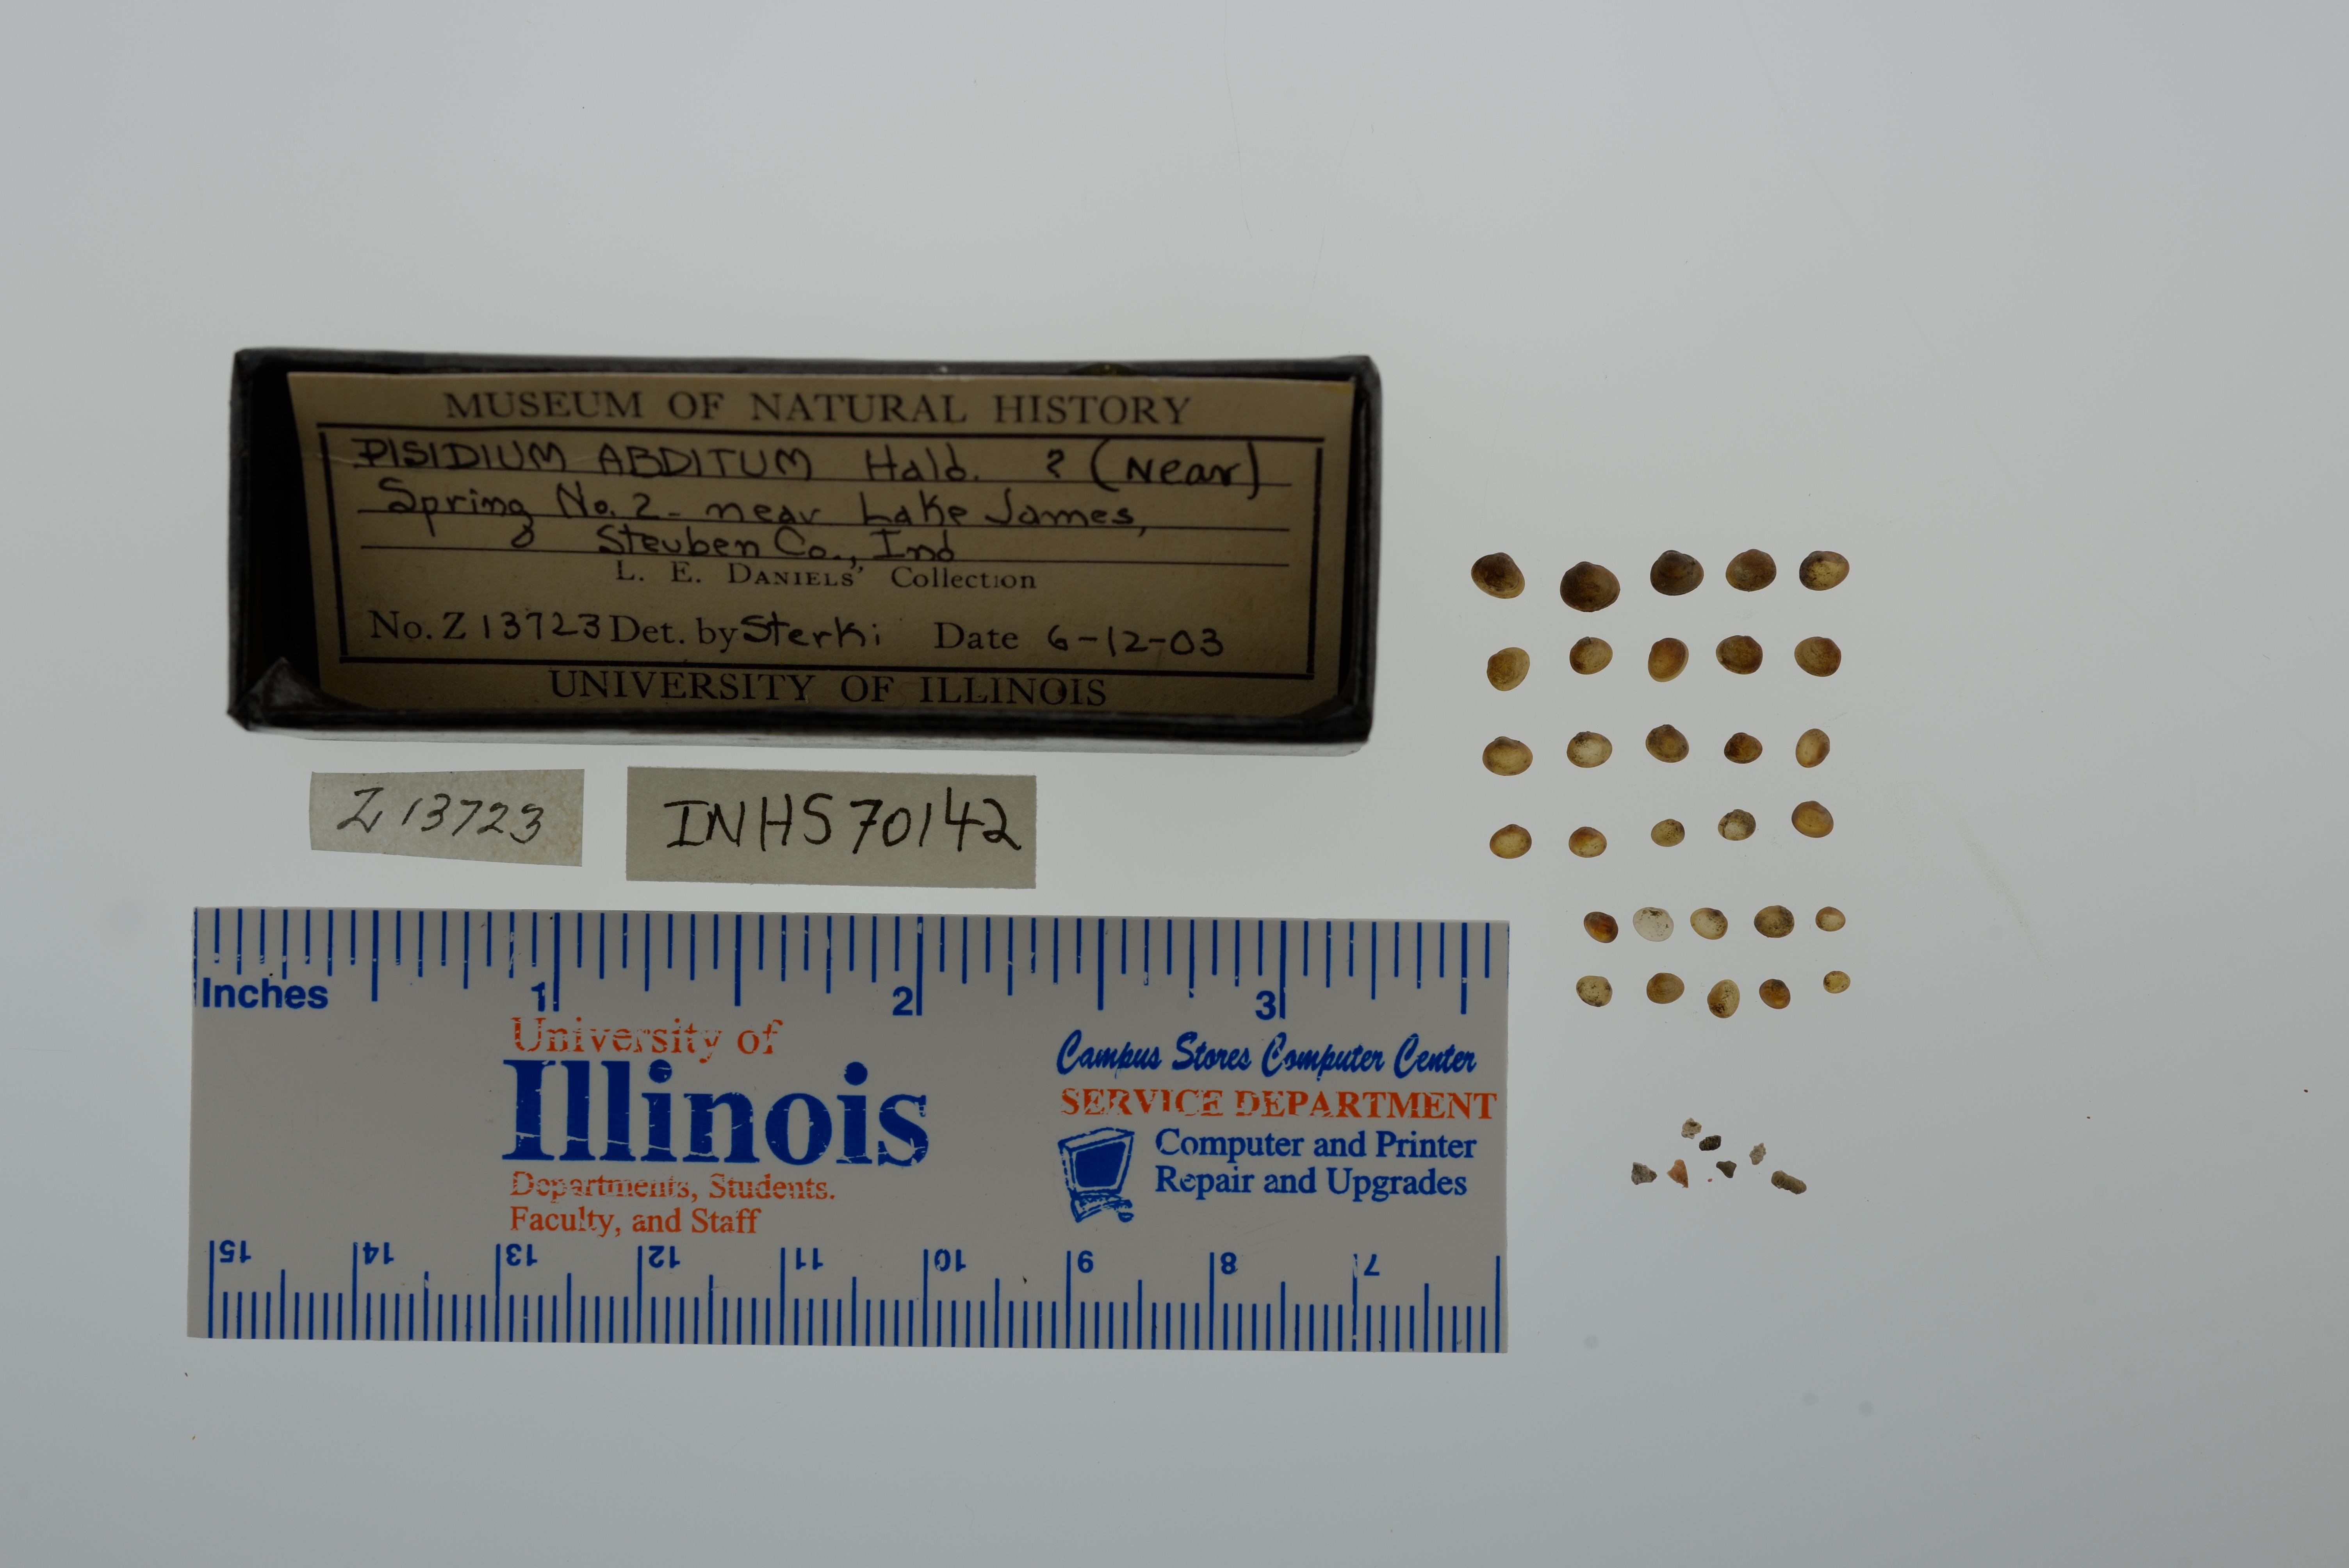 MUSEUM OF NATURAL HISTORY
PISIDIUM ABDITUM Hald. ? (Near)
Spring No. 2 - near Lake James,
Steuben Co., Ind
L. E. DANIELS' Collection
No. Z 13723 Det. by Sterki Date 6-12-03
UNIVERSITY OF ILLINOIS
Z 13723
INHS 70142
Inches 1 2 3
University of
Illinois
Departments, Students.
Faculty, and Staff
Campus Stores Computer Center
SERVICE DEPARTMENT
Computer and Printer
Repair and Upgrades
15 14 13 12 11 10 9 8 7